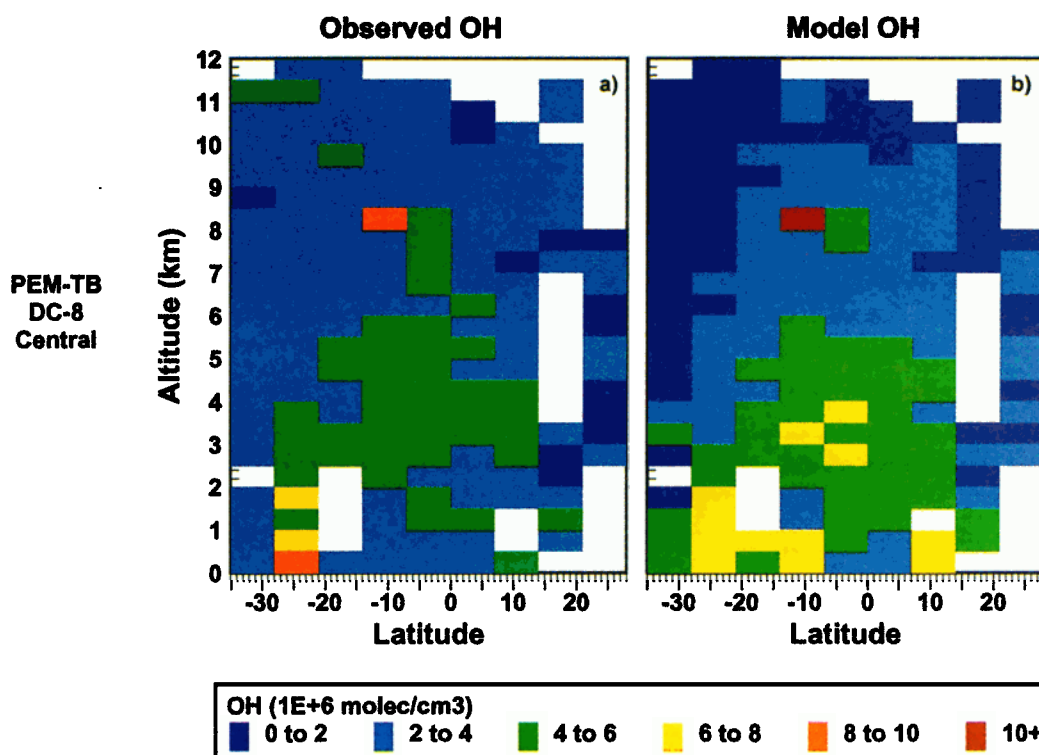 Observed OH
Model OH
PEM-TB
DC-8
Central
Altitude (km)
12
11
10
9
8
7
6
5
4
3
2
1
0
a)
b)
-30 -20 -10 0 10 20
-30 -20 -10 0 10 20
Latitude
Latitude
OH (1E+6 molec/cm3)
0 to 2 2 to 4 4 to 6 6 to 8 8 to 10 10+